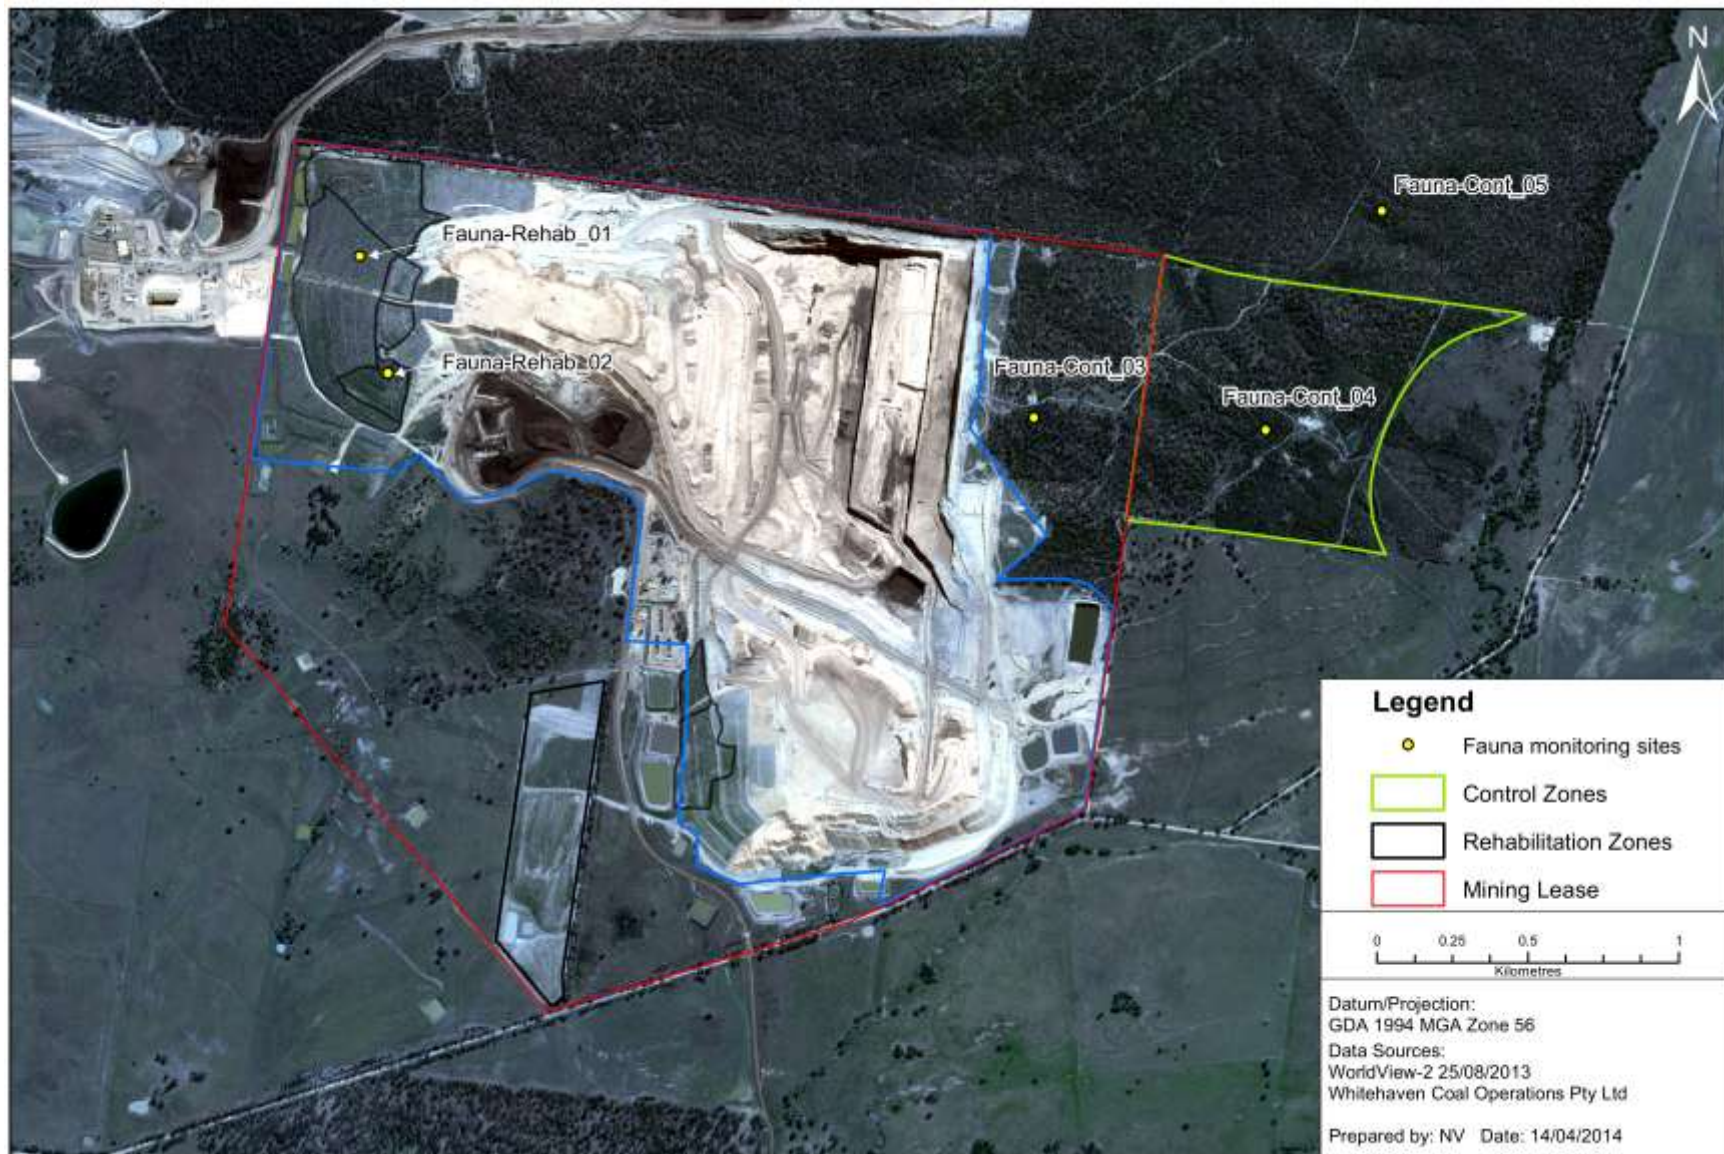 N
Fauna-Cont_05
Fauna-Rehab_01
Fauna-Rehab_02
Fauna-Cont_03
Fauna-Cont_04
Legend
Fauna monitoring sites
Control Zones
Rehabilitation Zones
Mining Lease
0 0.25 0.5 1
Kilometres
Datum/Projection:
GDA 1994 MGA Zone 56
Data Sources:
WorldView-2 25/08/2013
Whitehaven Coal Operations Pty Ltd
Prepared by: NV Date: 14/04/2014